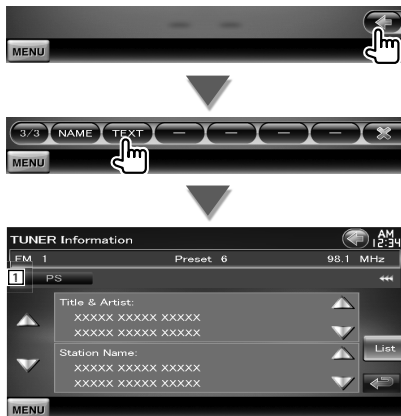 MENU
3/3 NAME TEXT — — — — —
MENU
TUNER Information AM 12:34
FM 1 Preset 6 98.1 MHz
1 PS
Title & Artist:
XXXXX XXXXX XXXXX
XXXXX XXXXX XXXXX
List
Station Name:
XXXXX XXXXX XXXXX
XXXXX XXXXX XXXXX
MENU